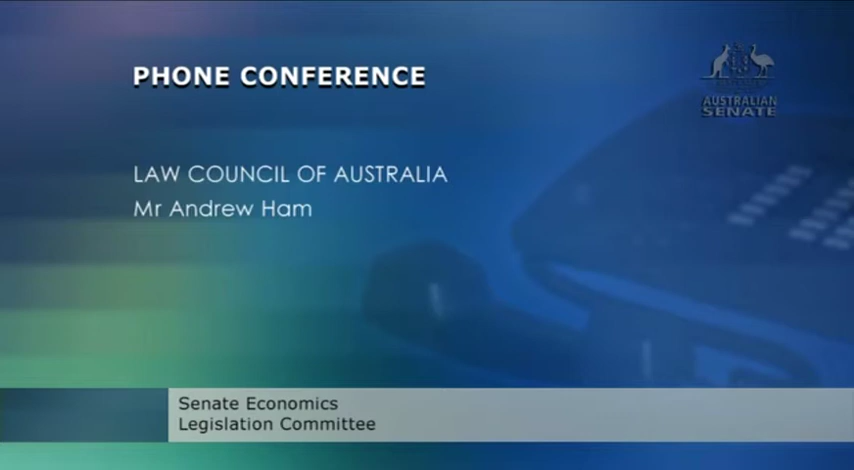 PHONE CONFERENCE
AUSTRALIAN
SENATE
LAW COUNCIL OF AUSTRALIA
Mr Andrew Ham
Senate Economics
Legislation Committee